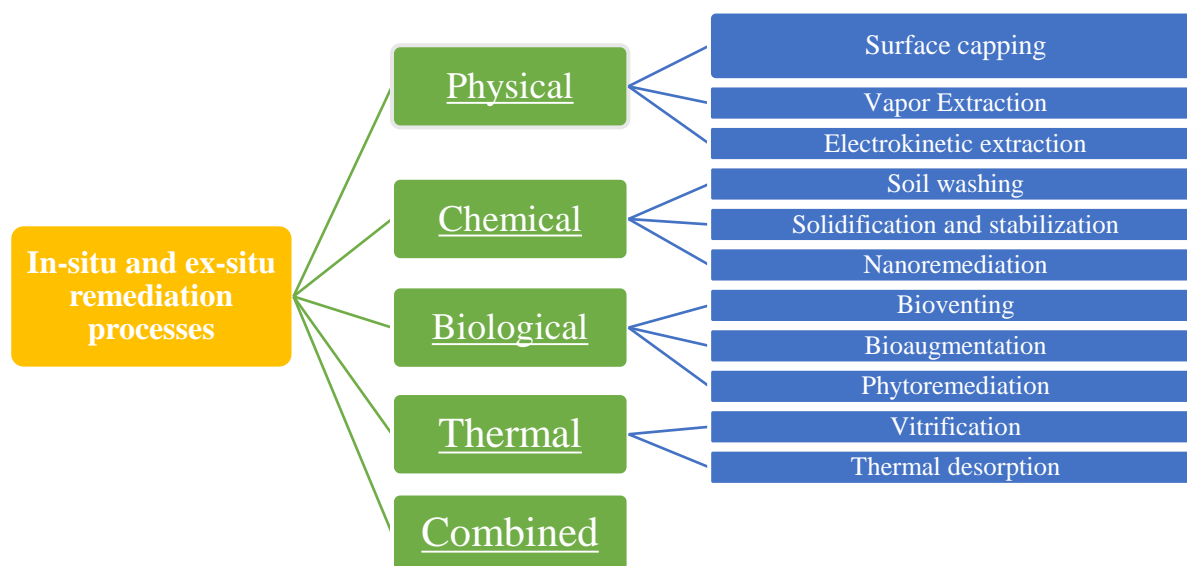 In-situ and ex-situ
remediation
processes
Physical
Surface capping
Vapor Extraction
Electrokinetic extraction
Chemical
Soil washing
Solidification and stabilization
Nanoremediation
Biological
Bioventing
Bioaugmentation
Phytoremediation
Thermal
Vitrification
Thermal desorption
Combined